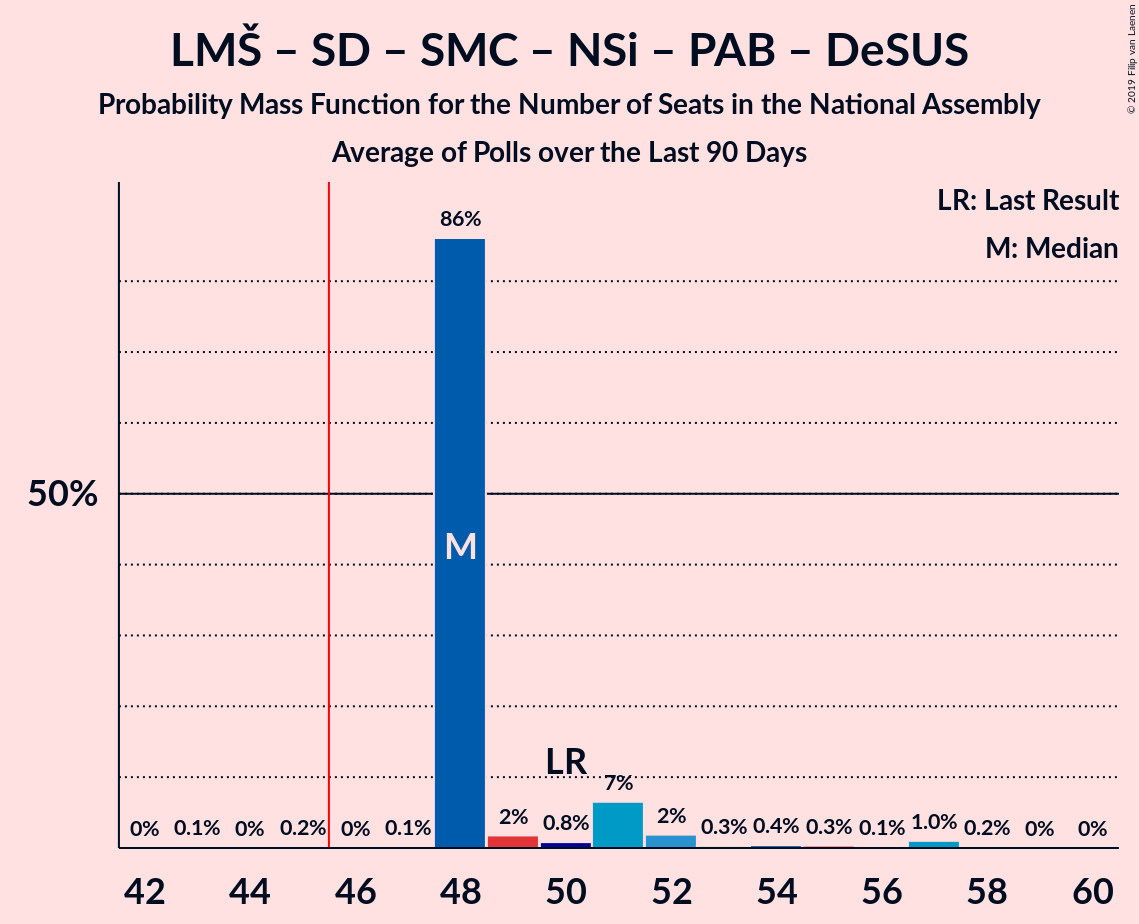 LMŠ – SD – SMC – NSi – PAB – DeSUS
Probability Mass Function for the Number of Seats in the National Assembly
Average of Polls over the Last 90 Days
© 2019 Filip van Laenen
LR: Last Result
M: Median
50%
86%
M
LR
0% 0.1% 0% 0.2% 0% 0.1% 2% 0.8% 7% 2% 0.3% 0.4% 0.3% 0.1% 1.0% 0.2% 0% 0%
42 44 46 48 50 52 54 56 58 60